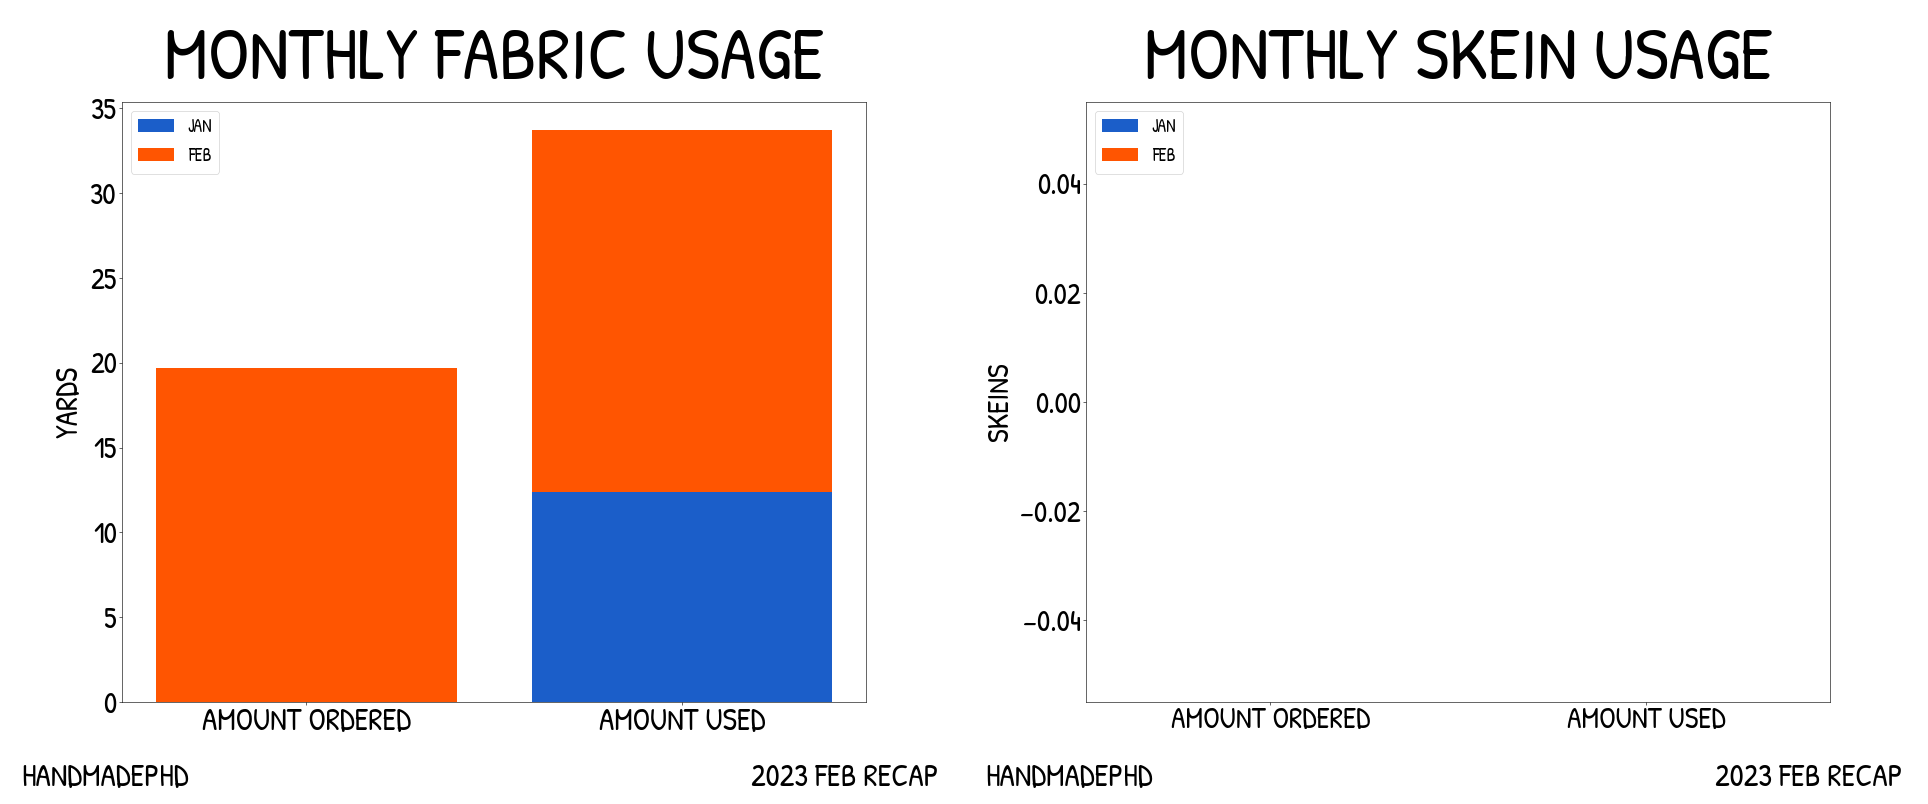 MONTHLY FABRIC USAGE
35
30
25
20
15
10
5
0
YARDS
JAN
FEB
AMOUNT ORDERED
AMOUNT USED
HANDMADEPHD
2023 FEB RECAP
MONTHLY SKEIN USAGE
0.04
0.02
0.00
−0.02
−0.04
SKEINS
JAN
FEB
AMOUNT ORDERED
AMOUNT USED
HANDMADEPHD
2023 FEB RECAP